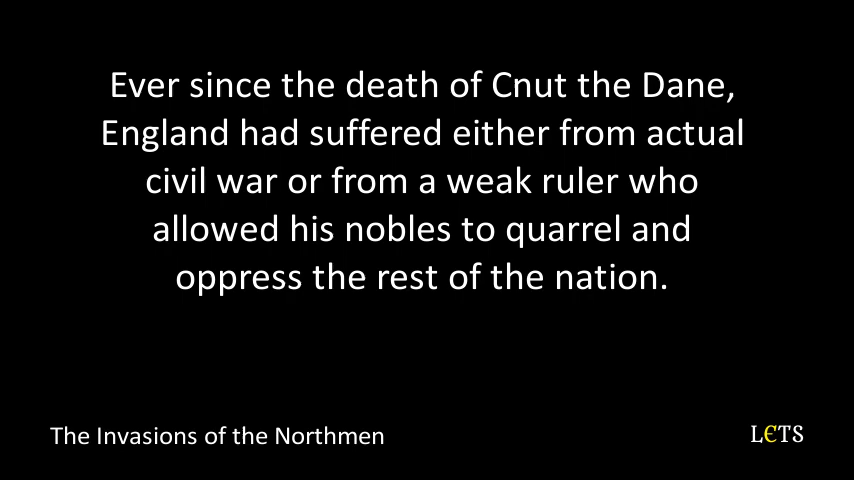 Ever since the death of Cnut the Dane,
England had suffered either from actual
civil war or from a weak ruler who
allowed his nobles to quarrel and
oppress the rest of the nation.
The Invasions of the Northmen
LЄTS